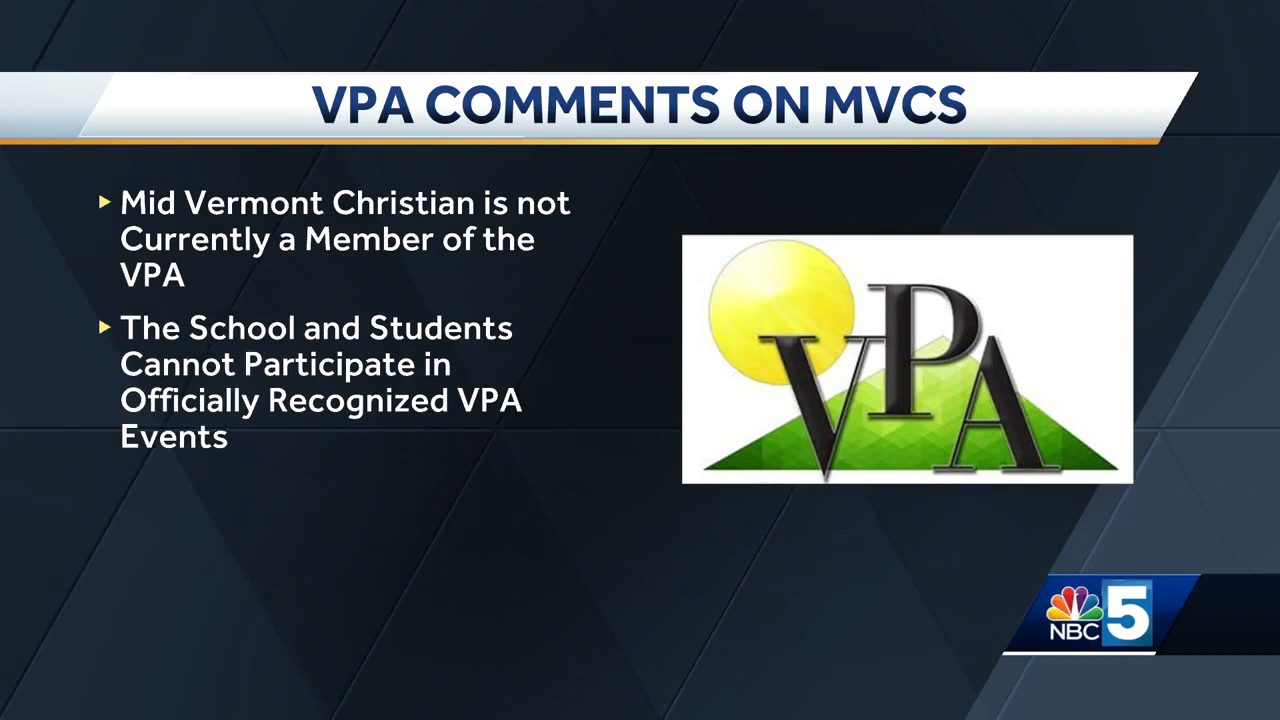 VPA COMMENTS ON MVCS
Mid Vermont Christian is not
Currently a Member of the
VPA
The School and Students
Cannot Participate in
Officially Recognized VPA
Events
VPA
NBC 5